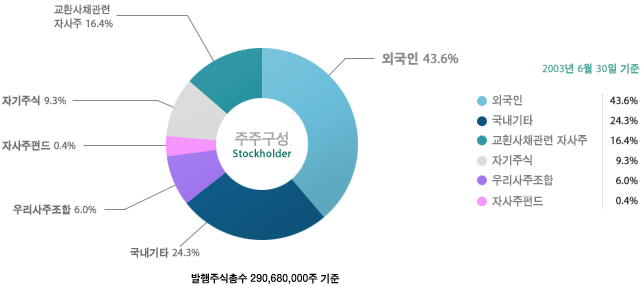 교환사채관련
자사주 16.4%
외국인 43.6%
자기주식 9.3%
자사주펀드 0.4%
우리사주조합 6.0%
국내기타 24.3%
주주구성
Stockholder
발행주식총수 290,680,000주 기준
2003년 6월 30일 기준
외국인 43.6%
국내기타 24.3%
교환사채관련 자사주 16.4%
자기주식 9.3%
우리사주조합 6.0%
자사주펀드 0.4%